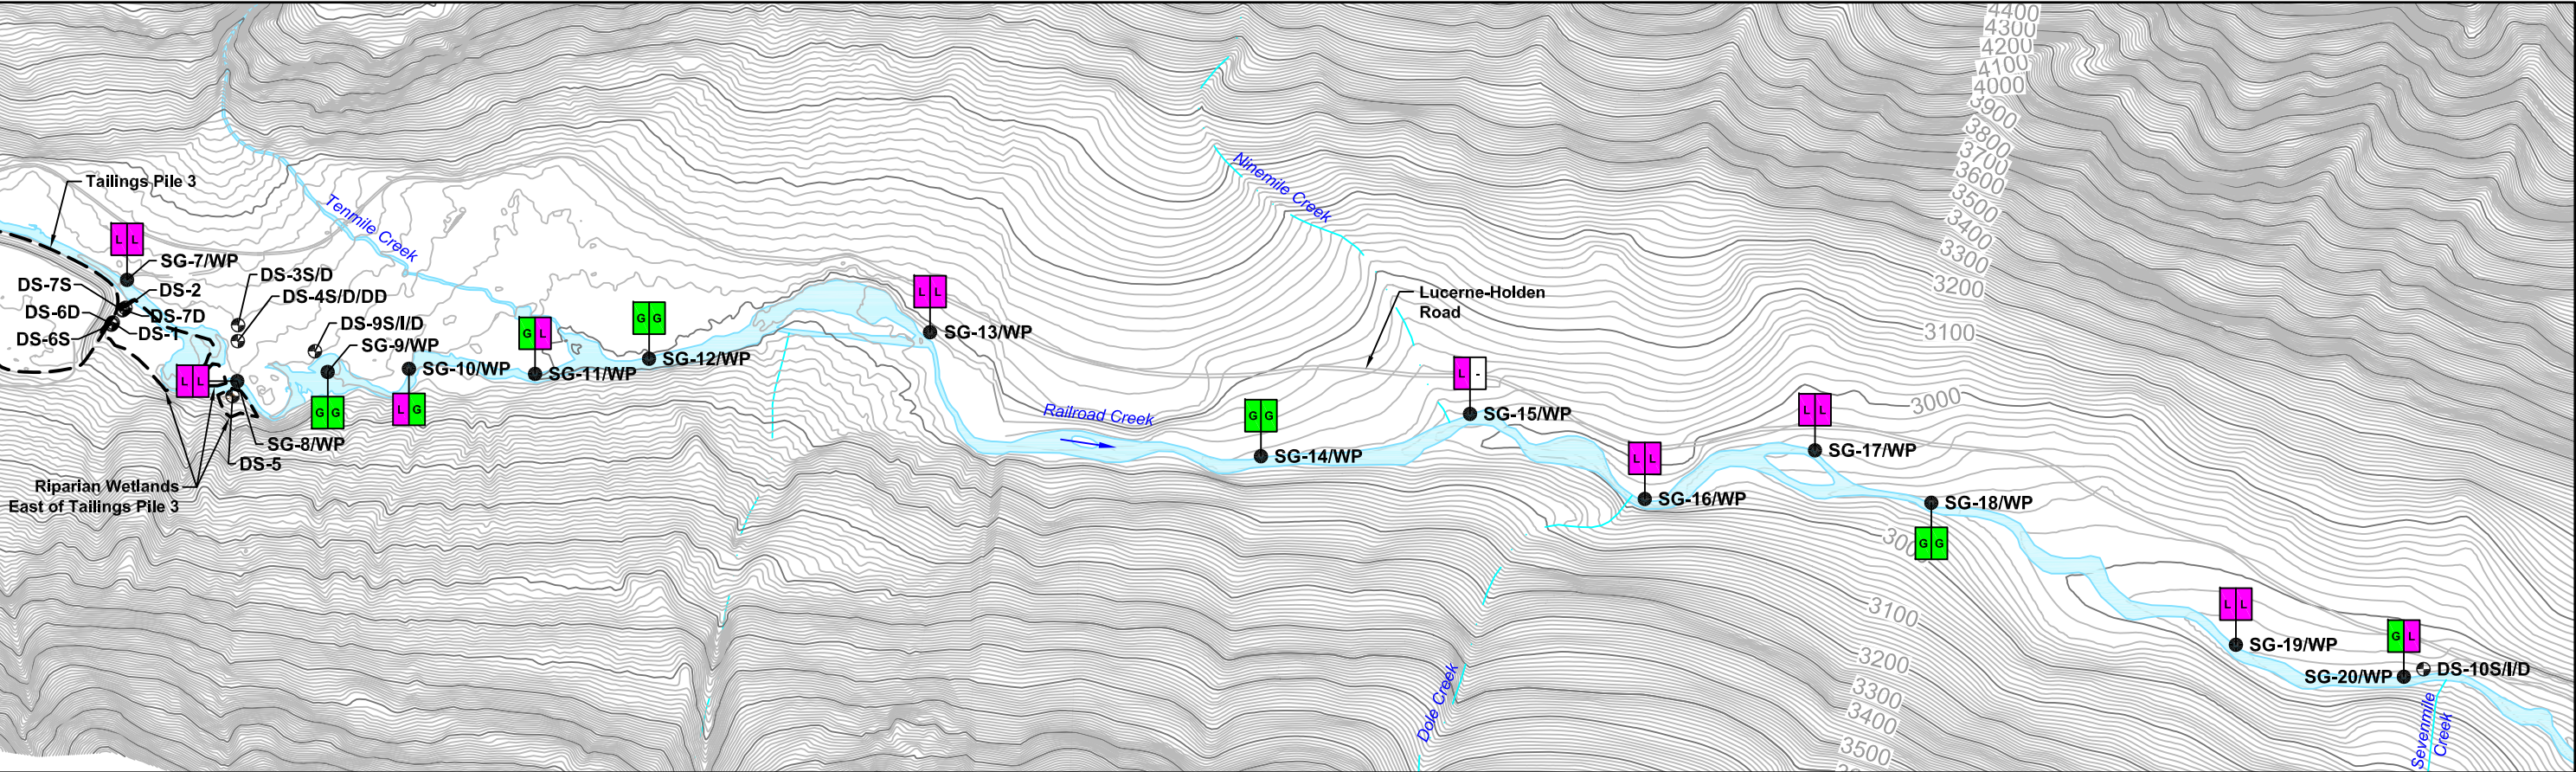 4400
4300
4200
4100
4000
3900
3800
3700
3600
3500
3400
3300
3200
3100
3000
Tailings Pile 3
Tenmile Creek
Ninemile Creek
L L
SG-7/WP
DS-7S
DS-2
DS-6D
DS-7D
DS-6S
DS-1
DS-3S/D
DS-4S/D/DD
DS-9S/I/D
SG-9/WP
G G
L L
SG-8/WP
DS-5
Riparian Wetlands
East of Tailings Pile 3
SG-10/WP
L G
G L
SG-11/WP
G G
SG-12/WP
L L
SG-13/WP
Lucerne-Holden
Road
Railroad Creek
G G
SG-14/WP
L -
SG-15/WP
L L
SG-16/WP
L L
SG-17/WP
SG-18/WP
G G
3100
3200
3300
3400
3500
Dole Creek
L L
SG-19/WP
G L
SG-20/WP
DS-10S/I/D
Sevenmile
Creek